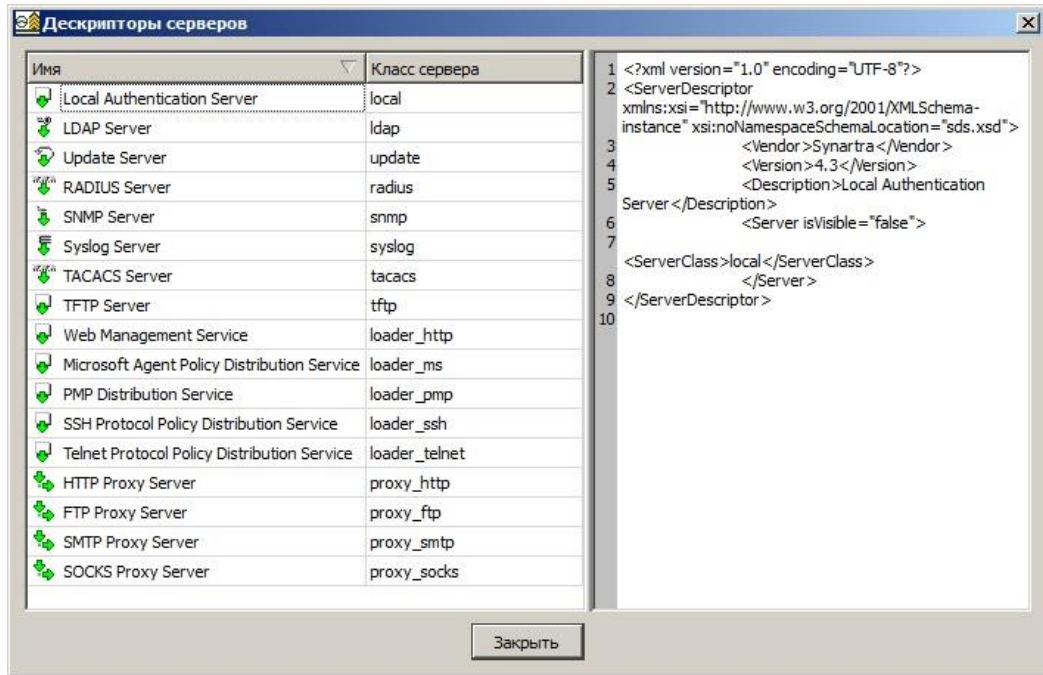 Дескрипторы серверов
Имя Класс сервера
Local Authentication Server local
LDAP Server ldap
Update Server update
RADIUS Server radius
SNMP Server snmp
Syslog Server syslog
TACACS Server tacacs
TFTP Server tftp
Web Management Service loader_http
Microsoft Agent Policy Distribution Service loader_ms
PMP Distribution Service loader_pmp
SSH Protocol Policy Distribution Service loader_ssh
Telnet Protocol Policy Distribution Service loader_telnet
HTTP Proxy Server proxy_http
FTP Proxy Server proxy_ftp
SMTP Proxy Server proxy_smtp
SOCKS Proxy Server proxy_socks
1 <?xml version="1.0" encoding="UTF-8"?>
2 <ServerDescriptor
xmlns:xsi="http://www.w3.org/2001/XMLSchema-
instance" xsi:noNamespaceSchemaLocation="sds.xsd">
3 <Vendor>Synartra</Vendor>
4 <Version>4.3</Version>
5 <Description>Local Authentication
Server</Description>
6 <Server isVisible="false">
7
<ServerClass>local</ServerClass>
8 </Server>
9 </ServerDescriptor>
10
Закрыть